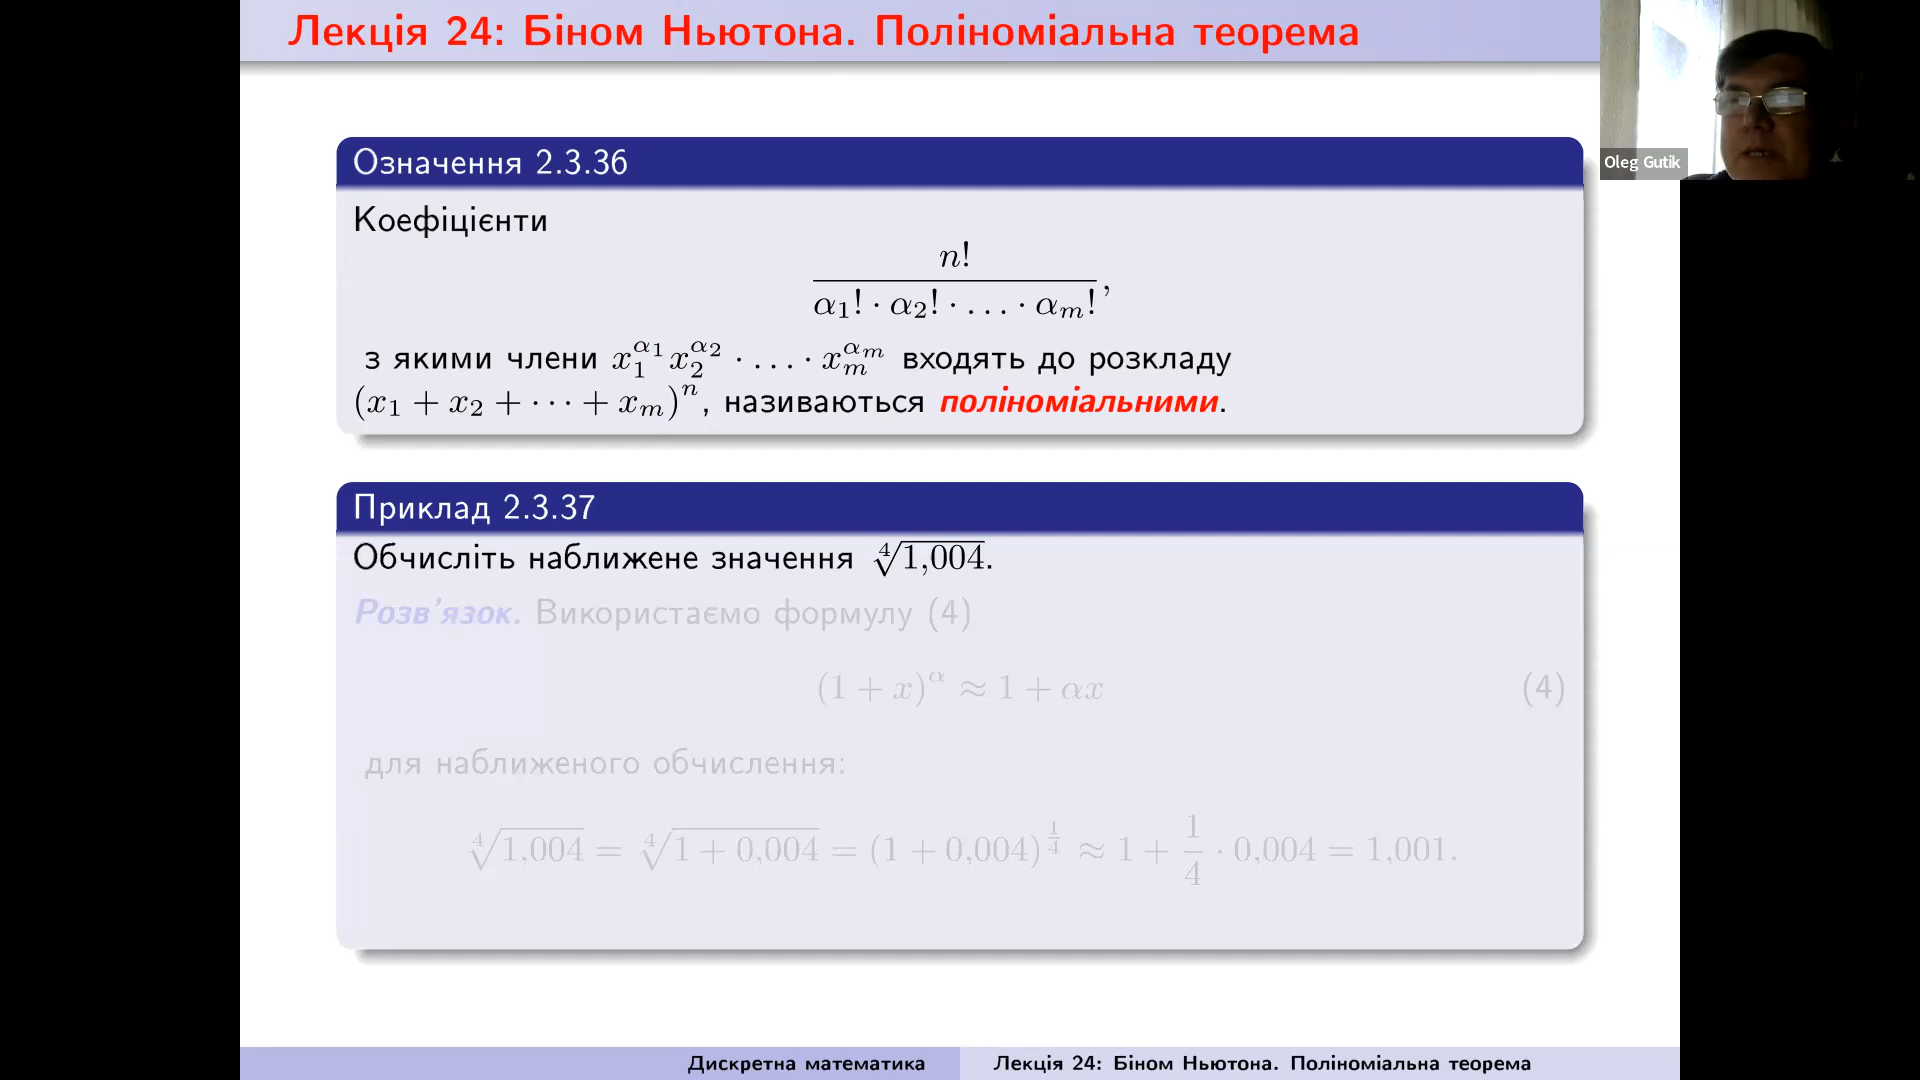 Лекція 24: Біном Ньютона. Поліноміальна теорема
Oleg Gutik
Означення 2.3.36
Коефіцієнти
n! / (α₁! · α₂! · . . . · αₘ!),
з якими члени x₁^α₁ x₂^α₂ · . . . · xₘ^αₘ входять до розкладу
(x₁ + x₂ + · · · + xₘ)ⁿ, називаються поліноміальними.
Приклад 2.3.37
Обчисліть наближене значення ⁴√1,004.
Розв'язок. Використаємо формулу (4)
(1 + x)^α ≈ 1 + αx (4)
для наближеного обчислення:
⁴√1,004 = ⁴√1 + 0,004 = (1 + 0,004)^(1/4) ≈ 1 + 1/4 · 0,004 = 1,001.
Дискретна математика
Лекція 24: Біном Ньютона. Поліноміальна теорема